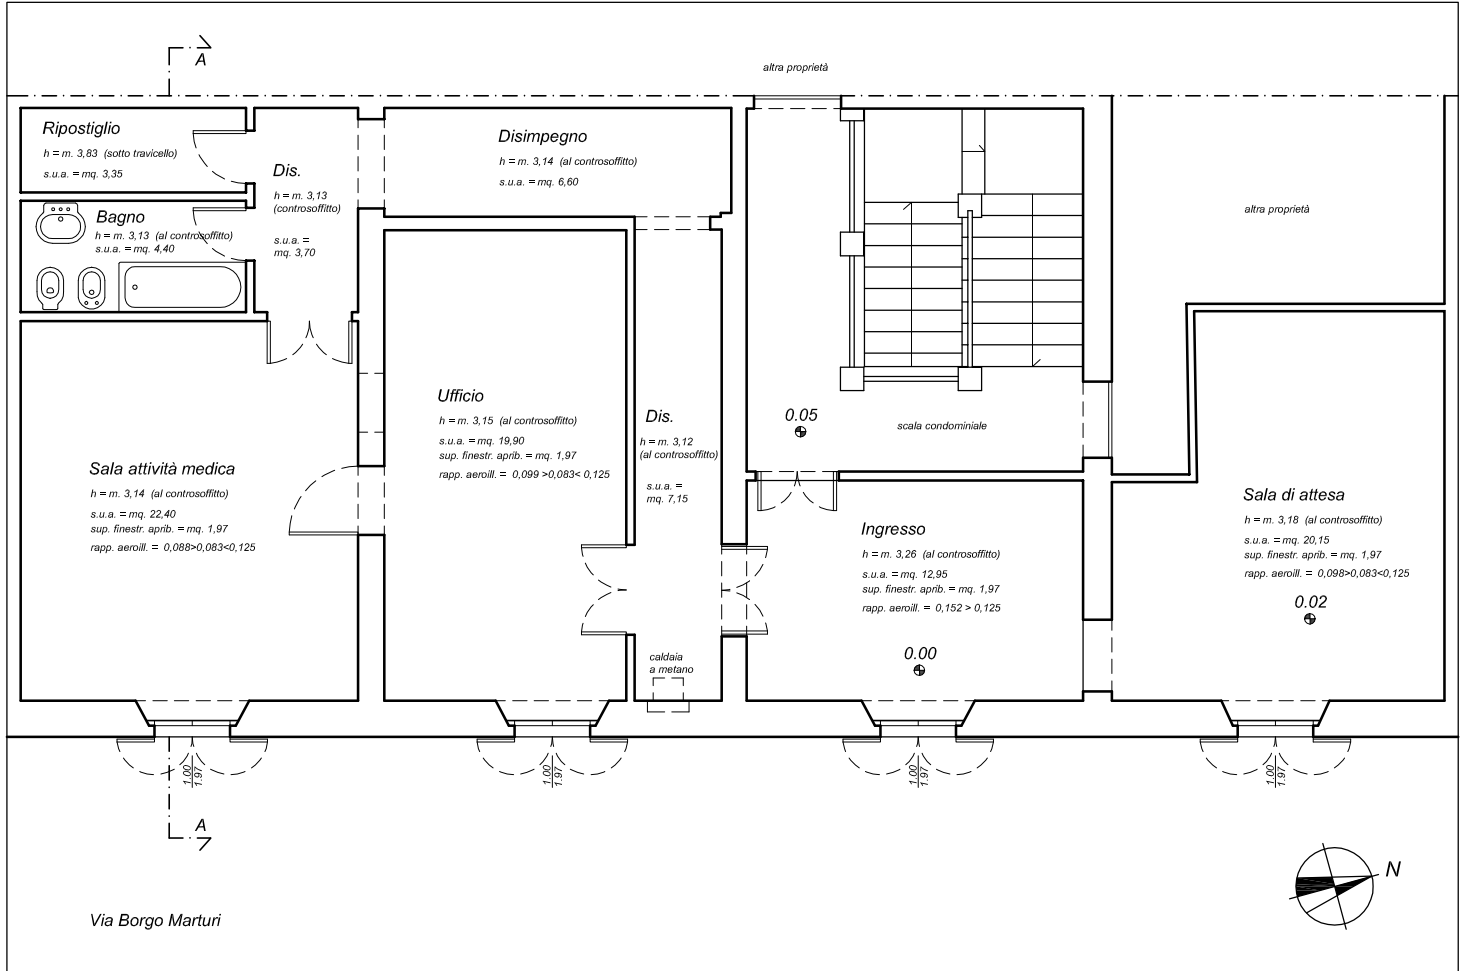 A
altra proprietà
Ripostiglio
h = m. 3,83 (sotto travicello)
s.u.a. = mq. 3,35
Bagno
h = m. 3,13 (al controsoffitto)
s.u.a. = mq. 4,40
Dis.
h = m. 3,13
(controsoffitto)
s.u.a. =
mq. 3,70
Disimpegno
h = m. 3,14 (al controsoffitto)
s.u.a. = mq. 6,60
altra proprietà
Sala attività medica
h = m. 3,14 (al controsoffitto)
s.u.a. = mq. 22,40
sup. finestr. aprib. = mq. 1,97
rapp. aeroill. = 0,088>0,083<0,125
Ufficio
h = m. 3,15 (al controsoffitto)
s.u.a. = mq. 19,90
sup. finestr. aprib. = mq. 1,97
rapp. aeroill. = 0,099 >0,083< 0,125
Dis.
h = m. 3,12
(al controsoffitto)
s.u.a. =
mq. 7,15
caldaia
a metano
0.05
scala condominiale
Ingresso
h = m. 3,26 (al controsoffitto)
s.u.a. = mq. 12,95
sup. finestr. aprib. = mq. 1,97
rapp. aeroill. = 0,152 > 0,125
0.00
Sala di attesa
h = m. 3,18 (al controsoffitto)
s.u.a. = mq. 20,15
sup. finestr. aprib. = mq. 1,97
rapp. aeroill. = 0,098>0,083<0,125
0.02
1.00
1.97
1.00
1.97
1.00
1.97
1.00
1.97
A
N
Via Borgo Marturi